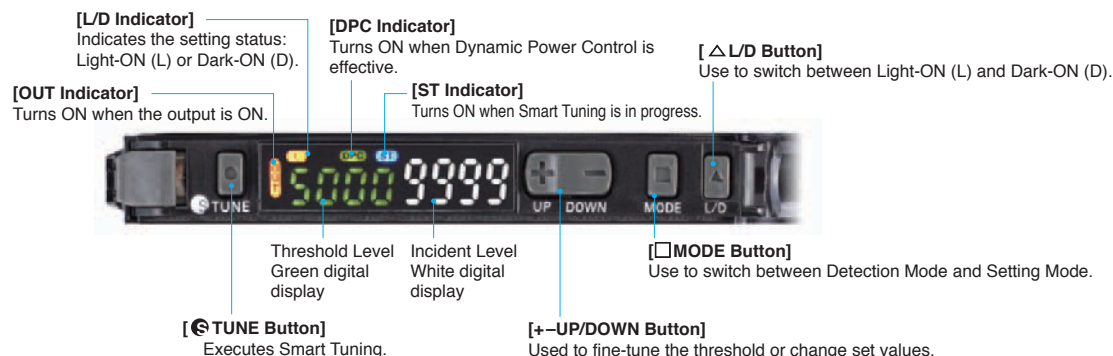 [L/D Indicator]
Indicates the setting status:
Light-ON (L) or Dark-ON (D).
[DPC Indicator]
Turns ON when Dynamic Power Control is
effective.
[ △L/D Button]
Use to switch between Light-ON (L) and Dark-ON (D).
[OUT Indicator]
Turns ON when the output is ON.
[ST Indicator]
Turns ON when Smart Tuning is in progress.
L DPC ST
OUT
5000 9999
S TUNE
UP DOWN
MODE
L/D
Threshold Level
Green digital
display
Incident Level
White digital
display
[□MODE Button]
Use to switch between Detection Mode and Setting Mode.
[ S TUNE Button]
Executes Smart Tuning.
[+−UP/DOWN Button]
Used to fine-tune the threshold or change set values.